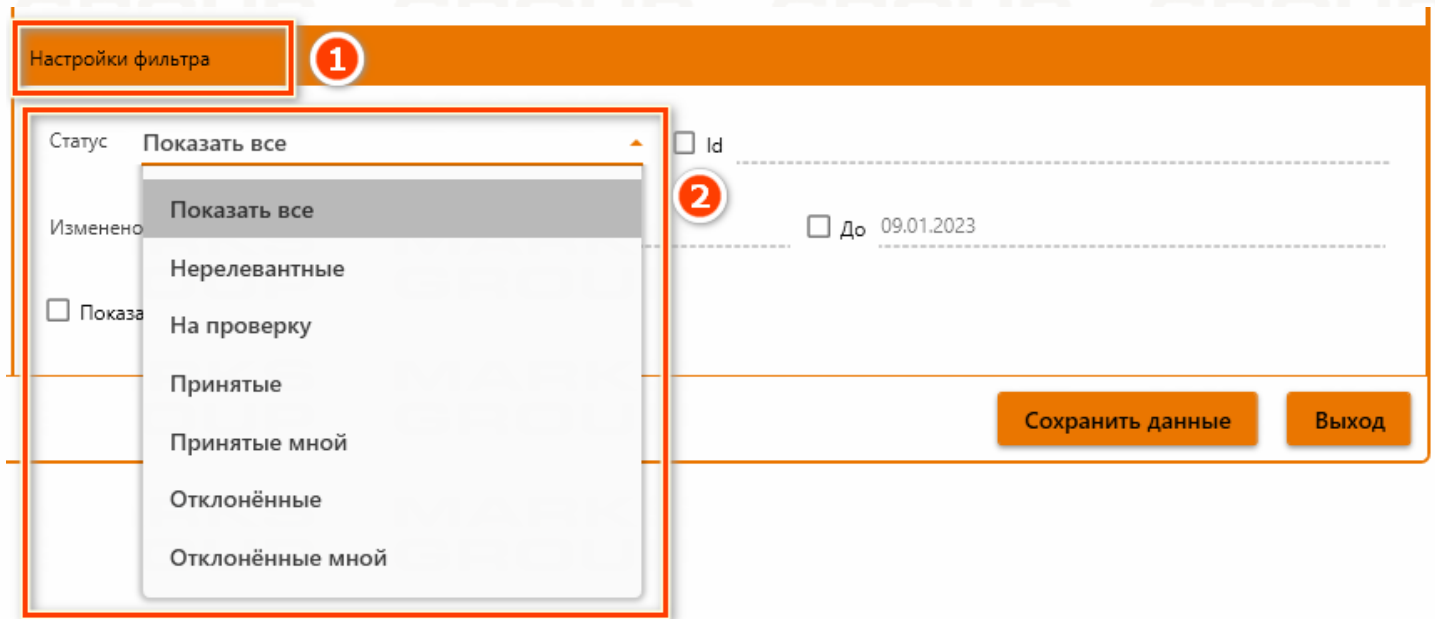 Настройки фильтра
1
Статус Показать все Id
2
Показать все
Изменено До 09.01.2023
Нерелевантные
Показа
На проверку
Принятые
Принятые мной
Сохранить данные Выход
Отклонённые
Отклонённые мной